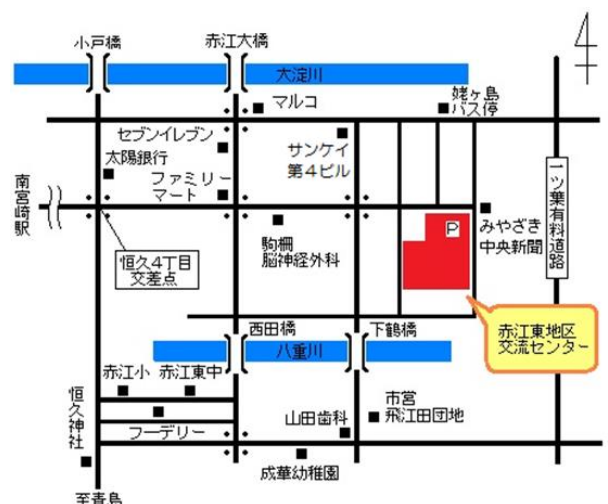 小戸橋
赤江大橋
大淀川
マルコ
姥ヶ島
バス停
セブンイレブン
太陽銀行
サンケイ
第4ビル
ファミリー
マート
南宮崎駅
一ツ葉有料道路
P
みやざき
中央新聞
恒久4丁目
交差点
駒柵
脳神経外科
赤江東地区
交流センター
西田橋
下鶴橋
八重川
赤江小
赤江東中
恒久神社
フーデリー
山田歯科
市営
飛江田団地
成華幼稚園
至青島